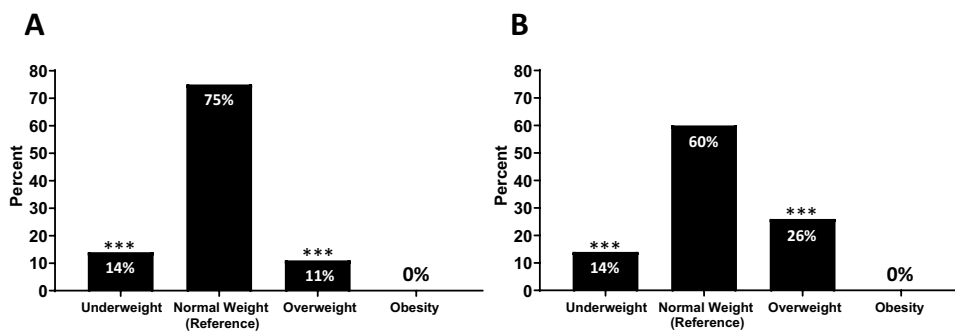 A
Percent
80
70
60
50
40
30
20
10
0
75%
***
14%
***
11%
0%
Underweight
Normal Weight
(Reference)
Overweight
Obesity
B
Percent
80
70
60
50
40
30
20
10
0
***
14%
60%
***
26%
0%
Underweight
Normal Weight
(Reference)
Overweight
Obesity